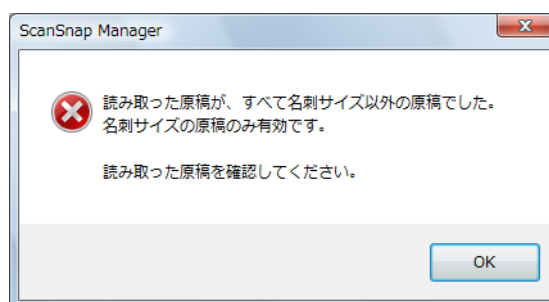 ScanSnap Manager
読み取った原稿が、すべて名刺サイズ以外の原稿でした。
名刺サイズの原稿のみ有効です。
読み取った原稿を確認してください。
OK